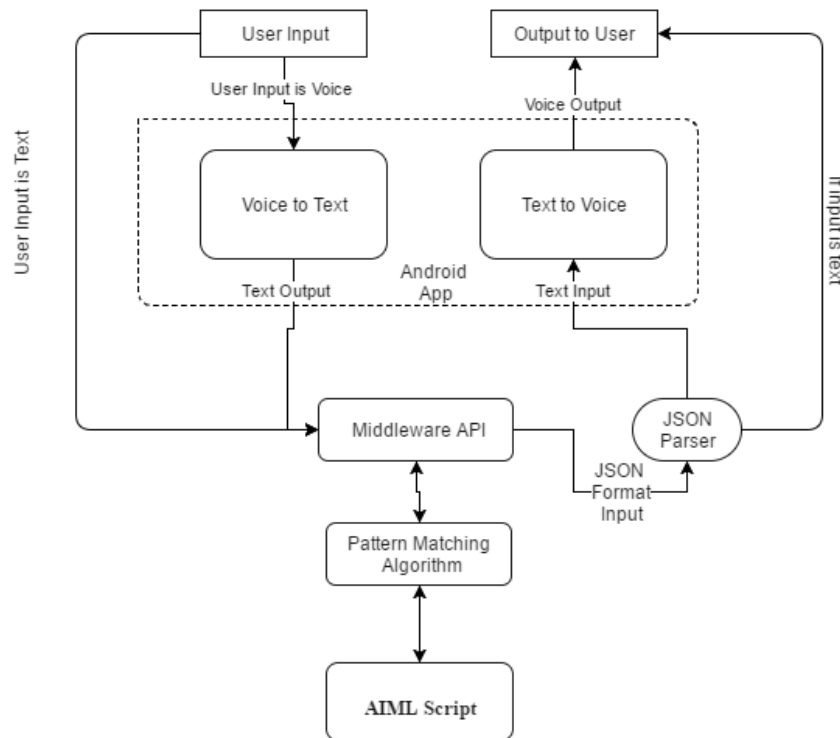 User Input
Output to User
User Input is Voice
Voice Output
User Input is Text
If input is text
Voice to Text
Text to Voice
Android
App
Text Output
Text Input
Middleware API
JSON
Parser
JSON
Format
Input
Pattern Matching
Algorithm
AIML Script